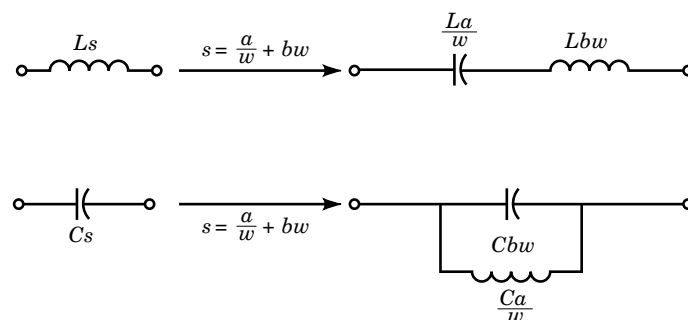 Ls
s = a/w + bw
La/w
Lbw
Cs
s = a/w + bw
Cbw
Ca/w